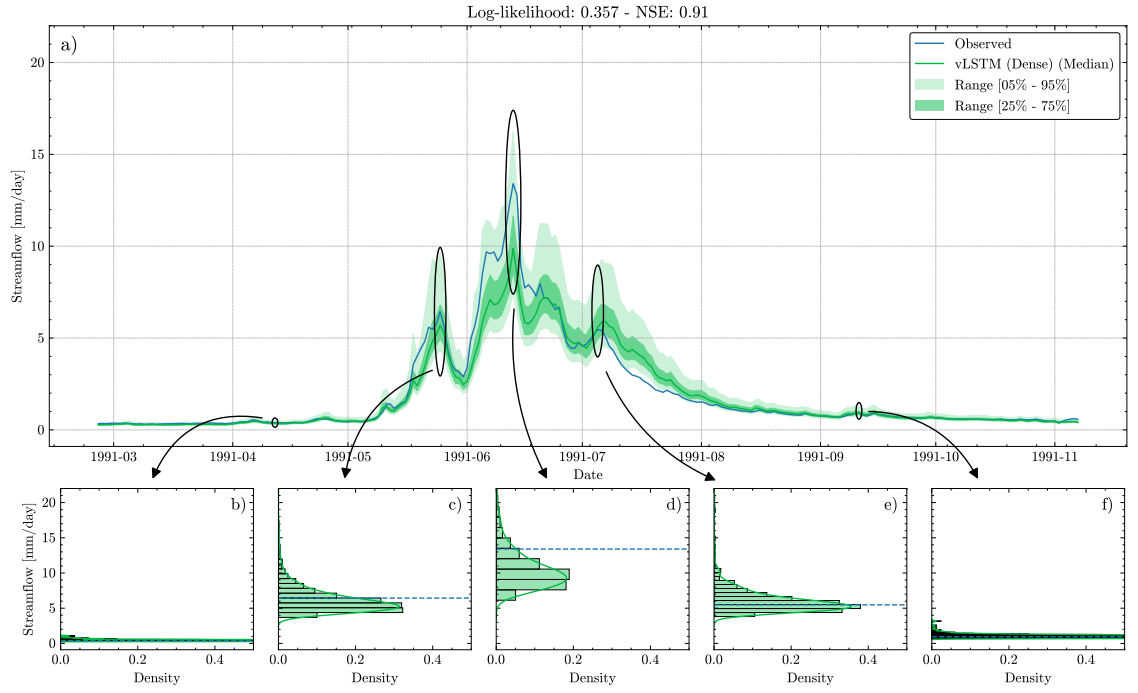 Log-likelihood: 0.357 - NSE: 0.91
a)
Observed
vLSTM (Dense) (Median)
Range [05% - 95%]
Range [25% - 75%]
Streamflow [mm/day]
20
15
10
5
0
1991-03 1991-04 1991-05 1991-06 1991-07 1991-08 1991-09 1991-10 1991-11
Date
b) c) d) e) f)
Streamflow [mm/day]
20
15
10
5
0
0.0 0.2 0.4 0.0 0.2 0.4 0.0 0.2 0.4 0.0 0.2 0.4 0.0 0.2 0.4
Density Density Density Density Density